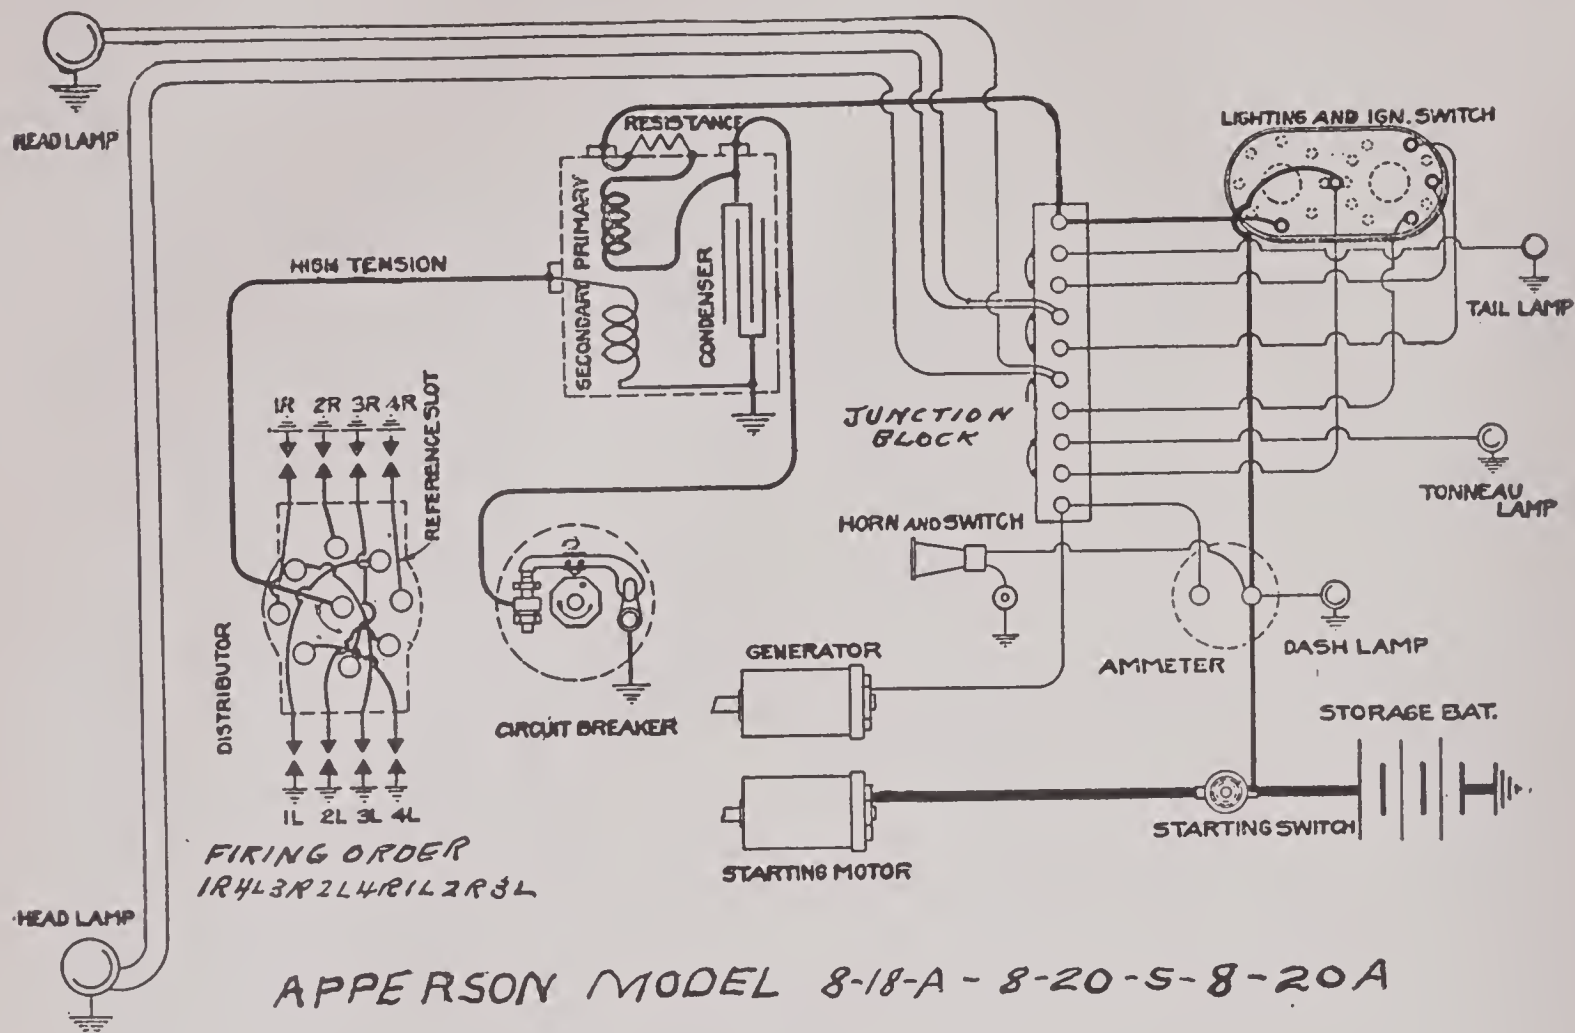 HEAD LAMP
RESISTANCE
LIGHTING AND IGN. SWITCH
PRIMARY
SECONDARY
CONDENSER
HIGH TENSION
TAIL LAMP
1R 2R 3R 4R
REFERENCE SLOT
JUNCTION
BLOCK
TONNEAU
LAMP
HORN AND SWITCH
DISTRIBUTOR
GENERATOR
AMMETER
DASH LAMP
CIRCUIT BREAKER
STORAGE BAT.
1L 2L 3L 4L
STARTING SWITCH
FIRING ORDER
1R4L3R2L4R1L2R3L
STARTING MOTOR
HEAD LAMP
APPERSON MODEL 8-18-A - 8-20-S-8-20A